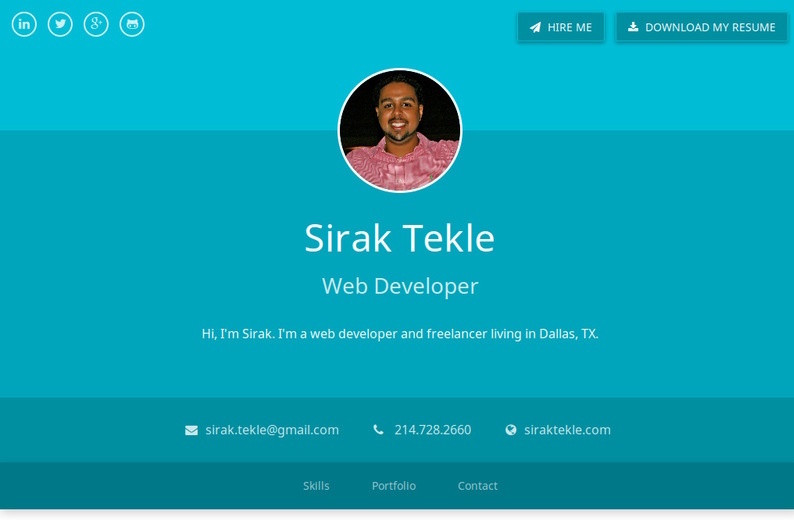 HIRE ME
DOWNLOAD MY RESUME
Sirak Tekle
Web Developer
Hi, I'm Sirak. I'm a web developer and freelancer living in Dallas, TX.
sirak.tekle@gmail.com 214.728.2660 siraktekle.com
Skills Portfolio Contact